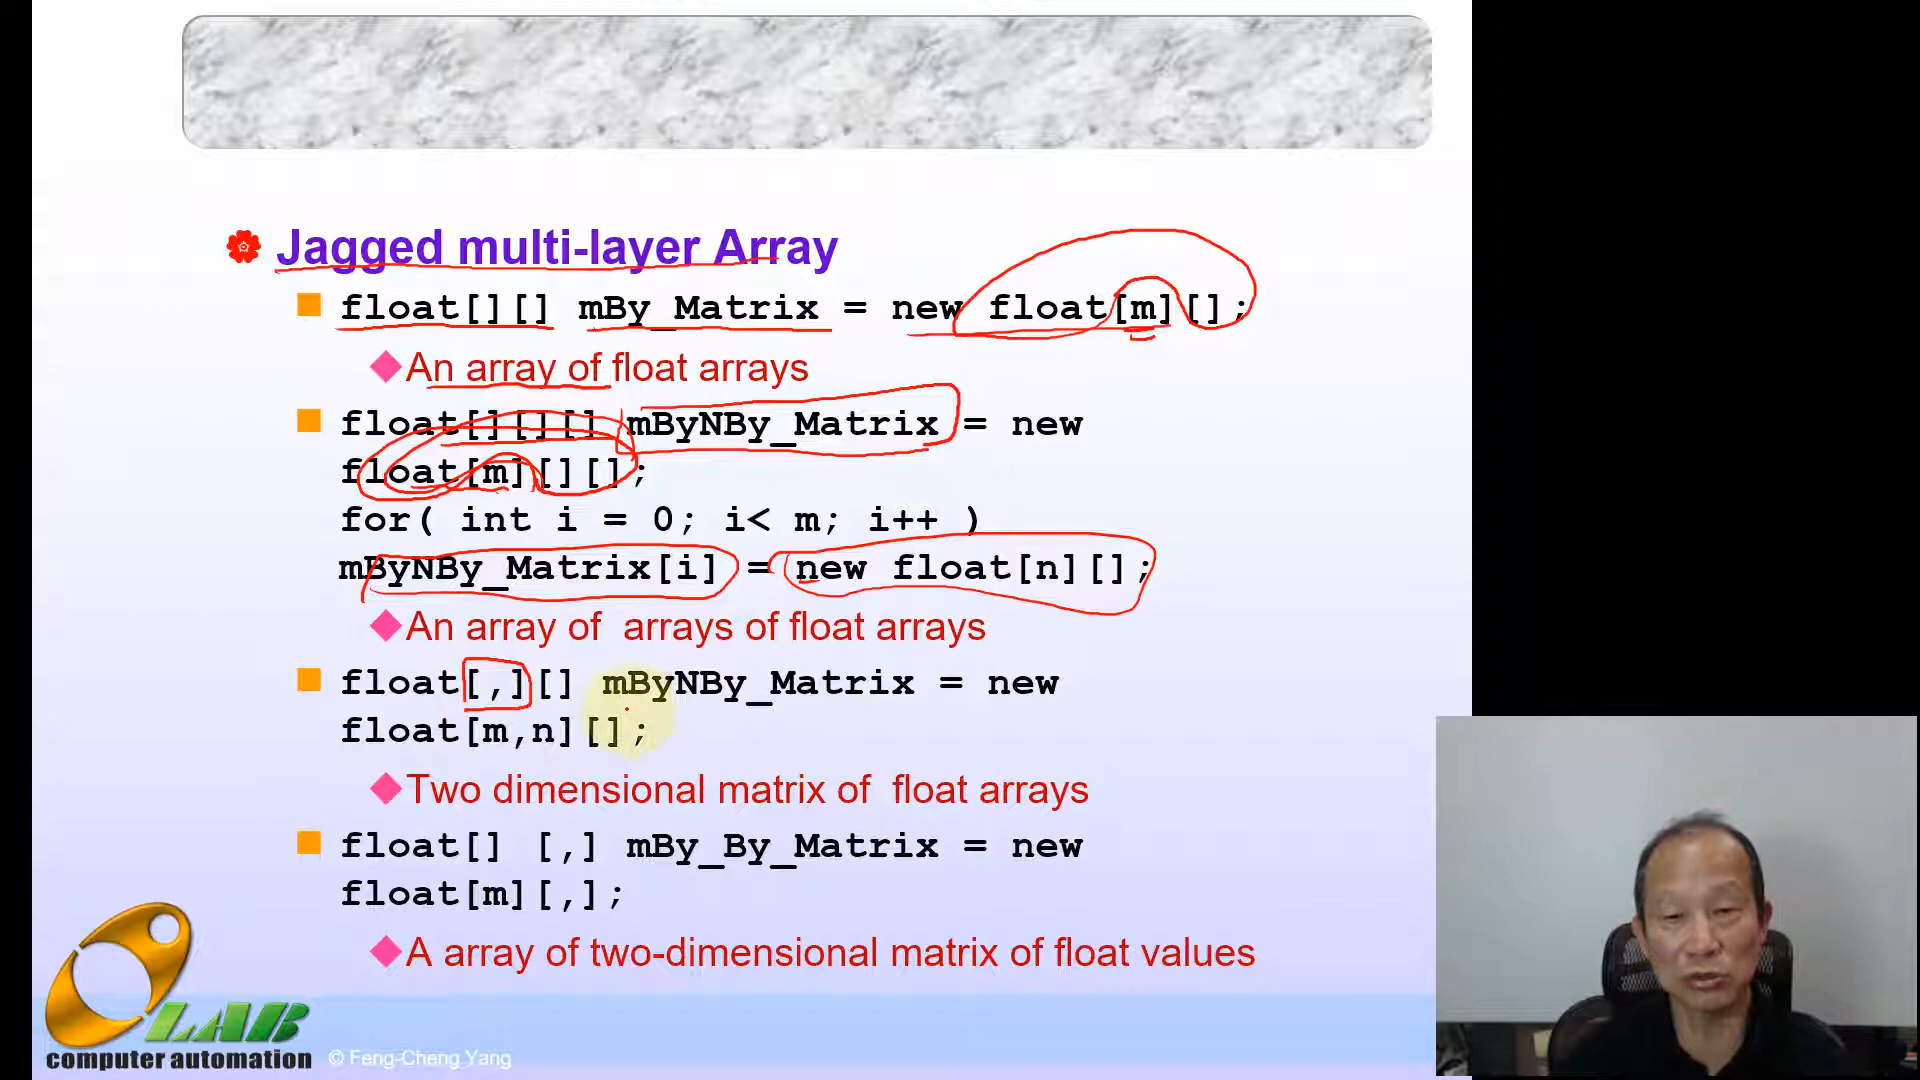 Jagged multi-layer Array
float[][] mBy_Matrix = new float[m][];
An array of float arrays
float[][][] mByNBy_Matrix = new
float[m][][];
for( int i = 0; i< m; i++ )
mByNBy_Matrix[i] = new float[n][];
An array of  arrays of float arrays
float[,][] mByNBy_Matrix = new
float[m,n][];
Two dimensional matrix of  float arrays
float[] [,] mBy_By_Matrix = new
float[m][,];
A array of two-dimensional matrix of float values
LAB
computer automation
© Feng-Cheng Yang